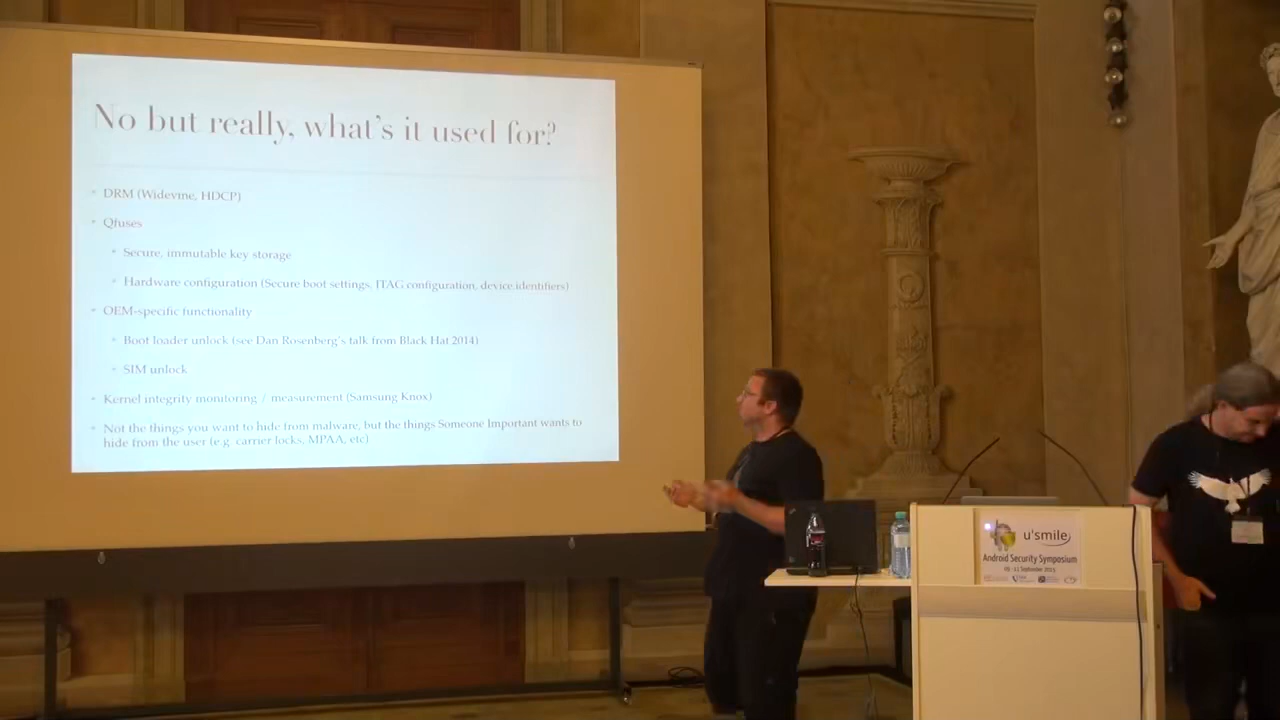 No but really, what's it used for?
DRM (Widevine, HDCP)
Qfuses
Secure, immutable key storage
Hardware configuration (Secure boot settings, JTAG configuration, device identifiers)
OEM-specific functionality
Boot loader unlock (see Dan Rosenberg's talk from Black Hat 2014)
SIM unlock
Kernel integrity monitoring / measurement (Samsung Knox)
Not the things you want to hide from malware, but the things Someone Important wants to
hide from the user (e.g. carrier locks, MPAA, etc)
u'smile
Android Security Symposium
September 2015